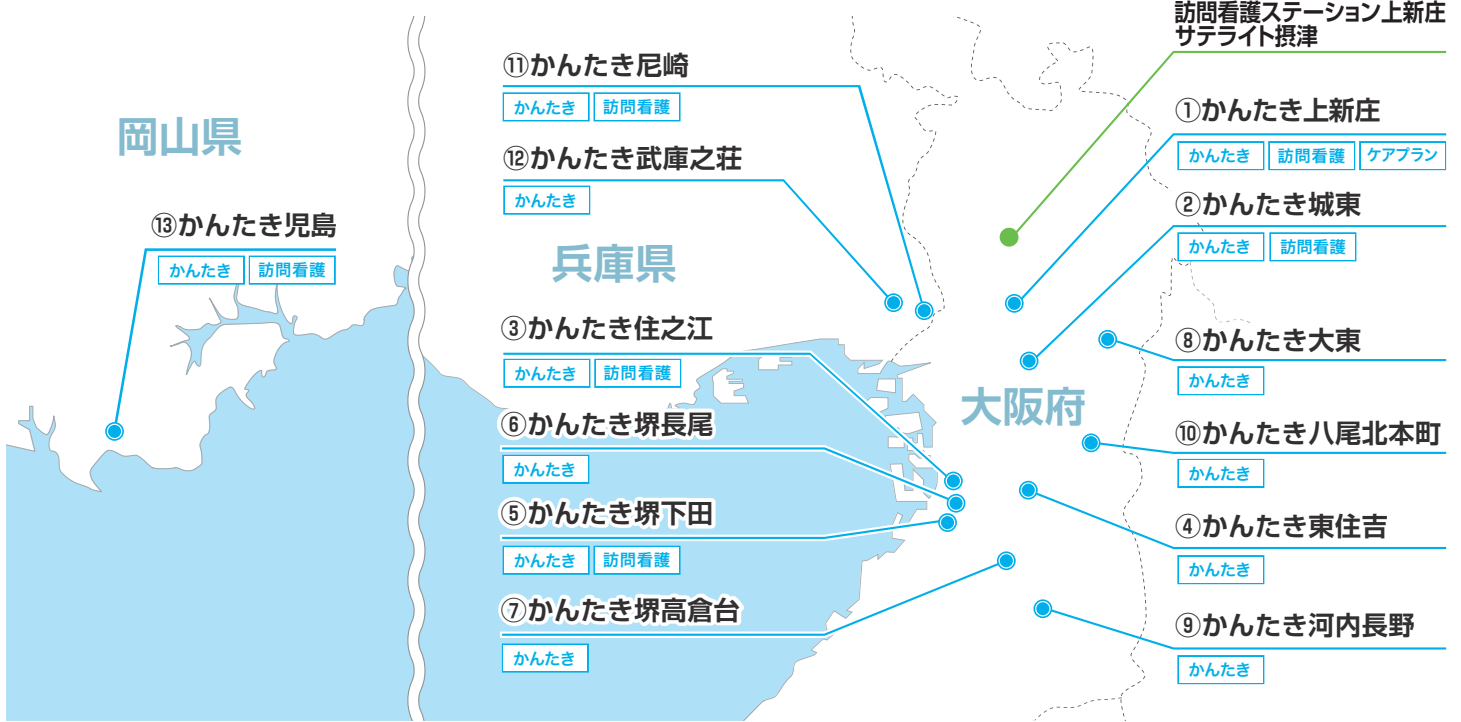 岡山県
⑬かんたき児島
かんたき 訪問看護
⑪かんたき尼崎
かんたき 訪問看護
⑫かんたき武庫之荘
かんたき
兵庫県
③かんたき住之江
かんたき 訪問看護
⑥かんたき堺長尾
かんたき
⑤かんたき堺下田
かんたき 訪問看護
⑦かんたき堺高倉台
かんたき
大阪府
訪問看護ステーション上新庄
サテライト摂津
①かんたき上新庄
かんたき 訪問看護 ケアプラン
②かんたき城東
かんたき 訪問看護
⑧かんたき大東
かんたき
⑩かんたき八尾北本町
かんたき
④かんたき東住吉
かんたき
⑨かんたき河内長野
かんたき